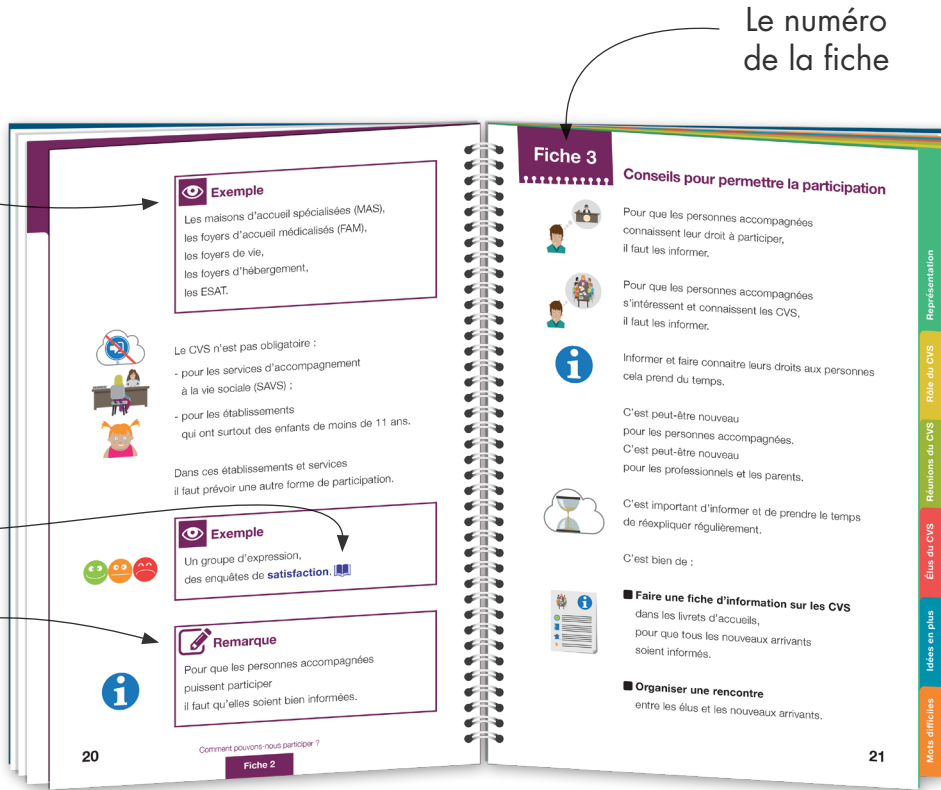 Le numéro
de la fiche
Exemple
Les maisons d'accueil spécialisées (MAS),
les foyers d'accueil médicalisés (FAM),
les foyers de vie,
les foyers d'hébergement,
les ESAT.
Le CVS n'est pas obligatoire :
- pour les services d'accompagnement
à la vie sociale (SAVS) ;
- pour les établissements
qui ont surtout des enfants de moins de 11 ans.
Dans ces établissements et services
il faut prévoir une autre forme de participation.
Exemple
Un groupe d'expression,
des enquêtes de satisfaction.
Remarque
Pour que les personnes accompagnées
puissent participer
il faut qu'elles soient bien informées.
20
Comment pouvons-nous participer ?
Fiche 2
Fiche 3
Conseils pour permettre la participation
Pour que les personnes accompagnées
connaissent leur droit à participer,
il faut les informer.
Pour que les personnes accompagnées
s'intéressent et connaissent les CVS,
il faut les informer.
Informer et faire connaitre leurs droits aux personnes
cela prend du temps.
C'est peut-être nouveau
pour les personnes accompagnées.
C'est peut-être nouveau
pour les professionnels et les parents.
C'est important d'informer et de prendre le temps
de réexpliquer régulièrement.
C'est bien de :
■ Faire une fiche d'information sur les CVS
dans les livrets d'accueils,
pour que tous les nouveaux arrivants
soient informés.
■ Organiser une rencontre
entre les élus et les nouveaux arrivants.
21
Représentation
Rôle du CVS
Réunions du CVS
Élus du CVS
Idées en plus
Mots difficiles